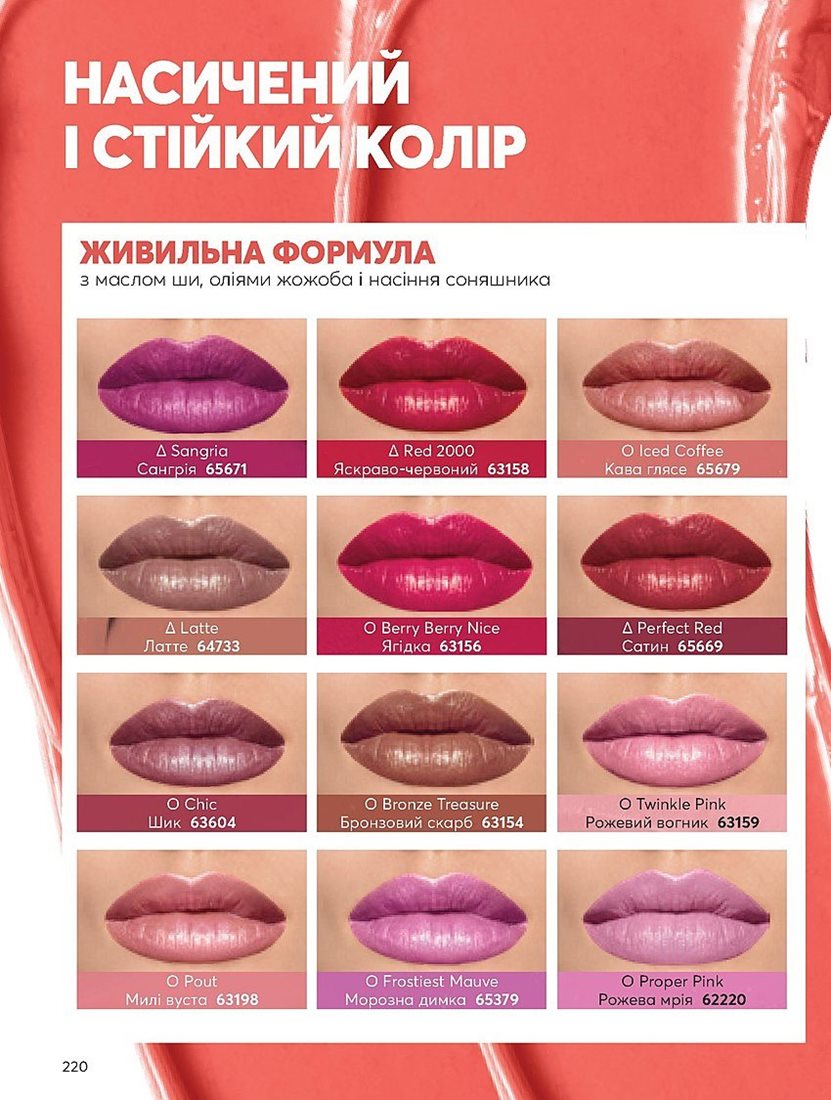 НАСИЧЕНИЙ
І СТІЙКИЙ КОЛІР
ЖИВИЛЬНА ФОРМУЛА
з маслом ши, оліями жожоба і насіння соняшника
Δ Sangria
Сангрія 65671
Δ Red 2000
Яскраво-червоний 63158
O Iced Coffee
Кава глясе 65679
Δ Latte
Латте 64733
O Berry Berry Nice
Ягідка 63156
Δ Perfect Red
Сатин 65669
O Chic
Шик 63604
O Bronze Treasure
Бронзовий скарб 63154
O Twinkle Pink
Рожевий вогник 63159
O Pout
Милі вуста 63198
O Frostiest Mauve
Морозна димка 65379
O Proper Pink
Рожева мрія 62220
220